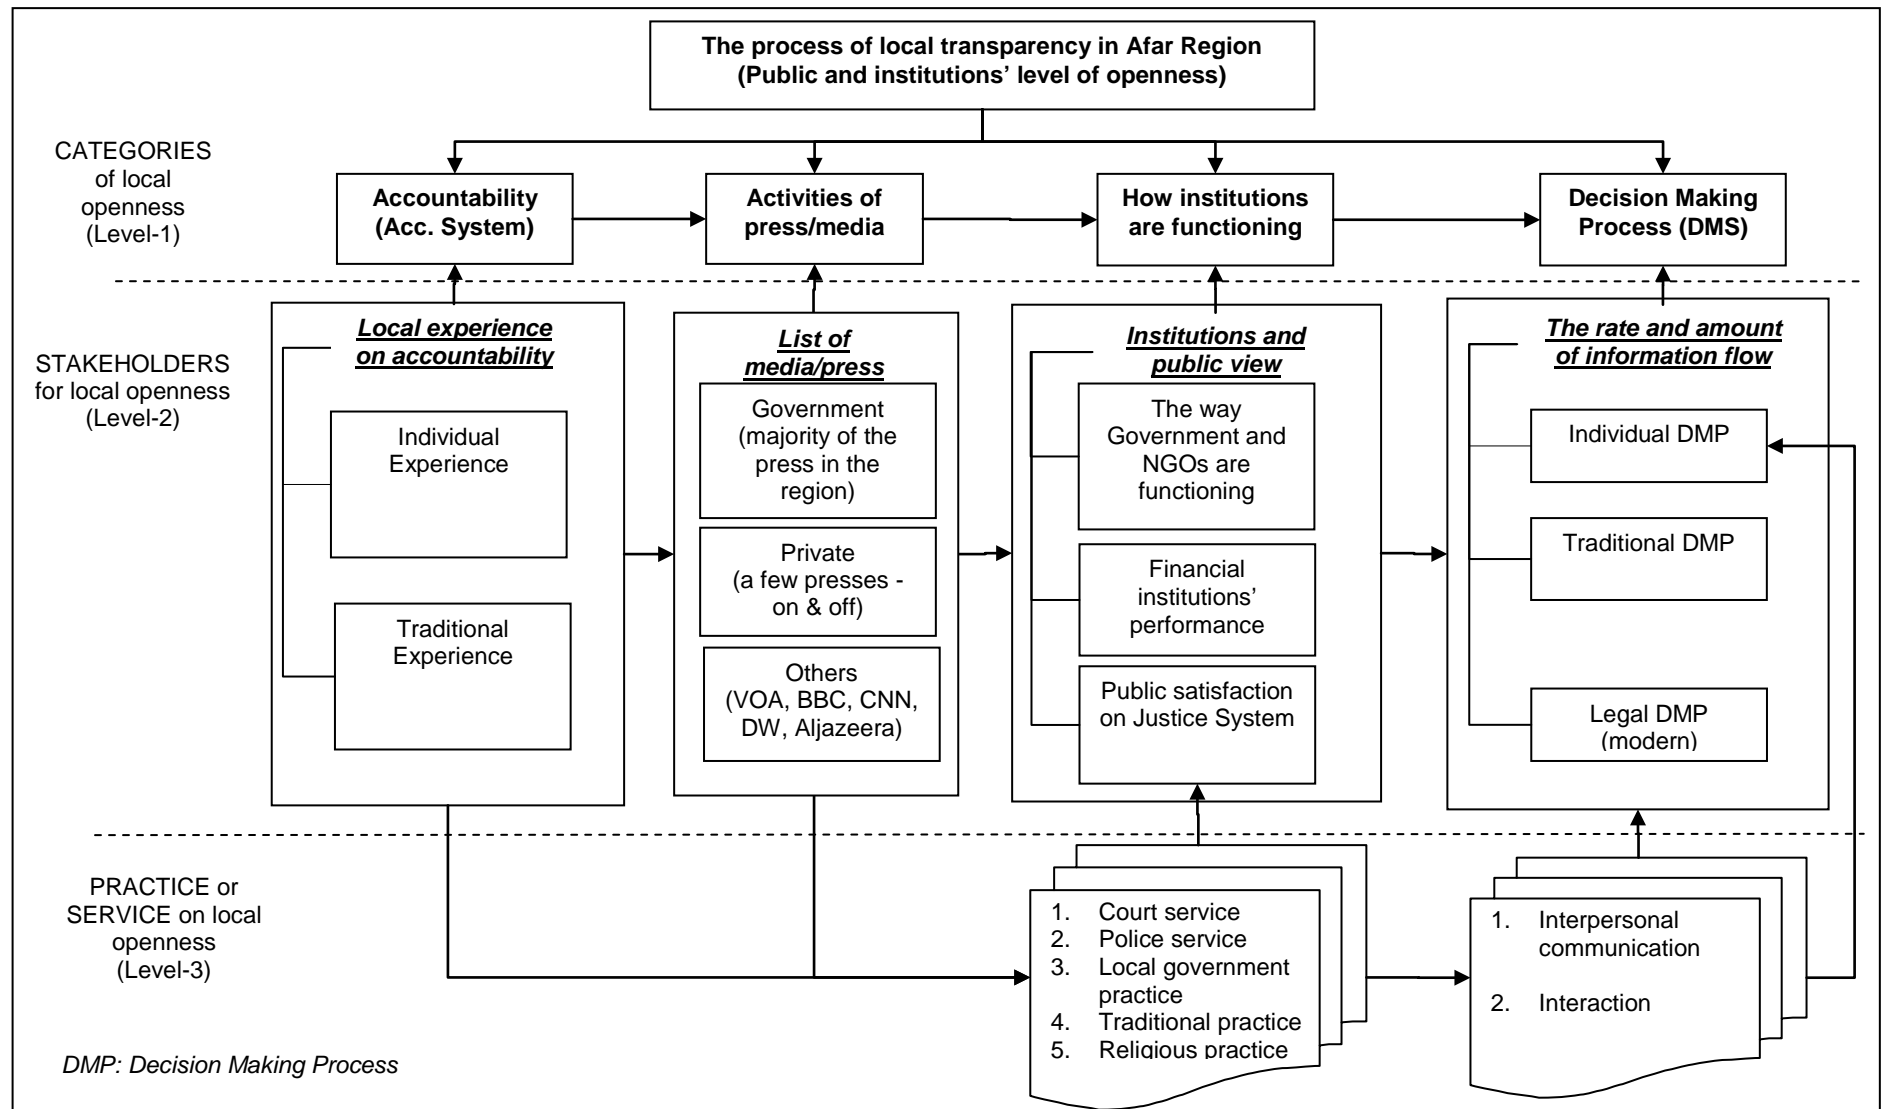 The process of local transparency in Afar Region
(Public and institutions’ level of openness)
CATEGORIES
of local
openness
(Level-1)
Accountability
(Acc. System)
Activities of
press/media
How institutions
are functioning
Decision Making
Process (DMS)
STAKEHOLDERS
for local openness
(Level-2)
Local experience
on accountability
Individual
Experience
Traditional
Experience
List of
media/press
Government
(majority of the
press in the
region)
Private
(a few presses -
on & off)
Others
(VOA, BBC, CNN,
DW, Aljazeera)
Institutions and
public view
The way
Government and
NGOs are
functioning
Financial
institutions’
performance
Public satisfaction
on Justice System
The rate and amount
of information flow
Individual DMP
Traditional DMP
Legal DMP
(modern)
PRACTICE or
SERVICE on local
openness
(Level-3)
1. Court service
2. Police service
3. Local government
practice
4. Traditional practice
5. Religious practice
1. Interpersonal
communication
2. Interaction
DMP: Decision Making Process